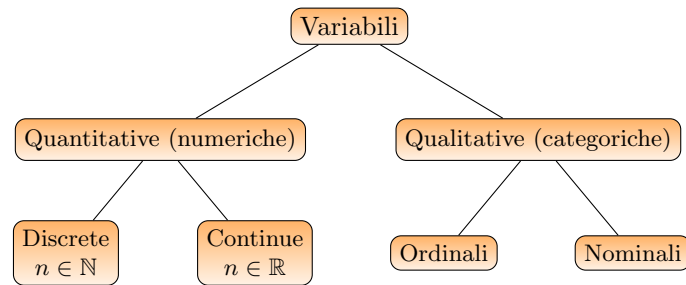 Variabili
Quantitative (numeriche)
Qualitative (categoriche)
Discrete
n ∈ ℕ
Continue
n ∈ ℝ
Ordinali
Nominali